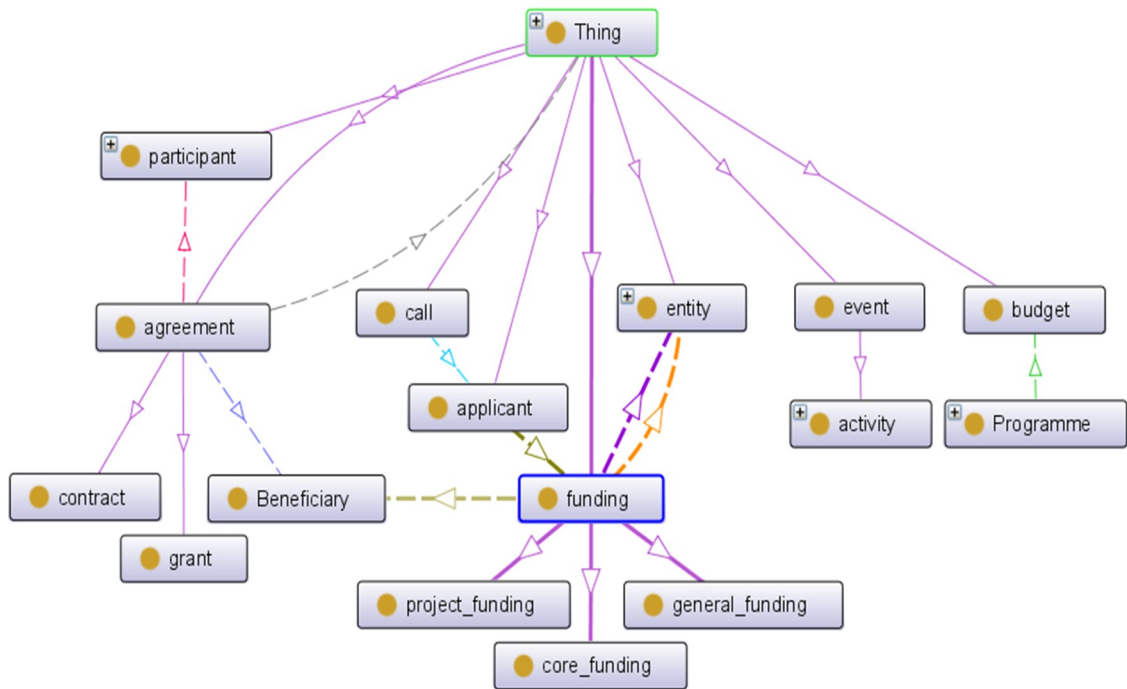 Thing
participant
agreement
call
entity
event
budget
applicant
activity
Programme
contract
Beneficiary
funding
grant
project_funding
general_funding
core_funding